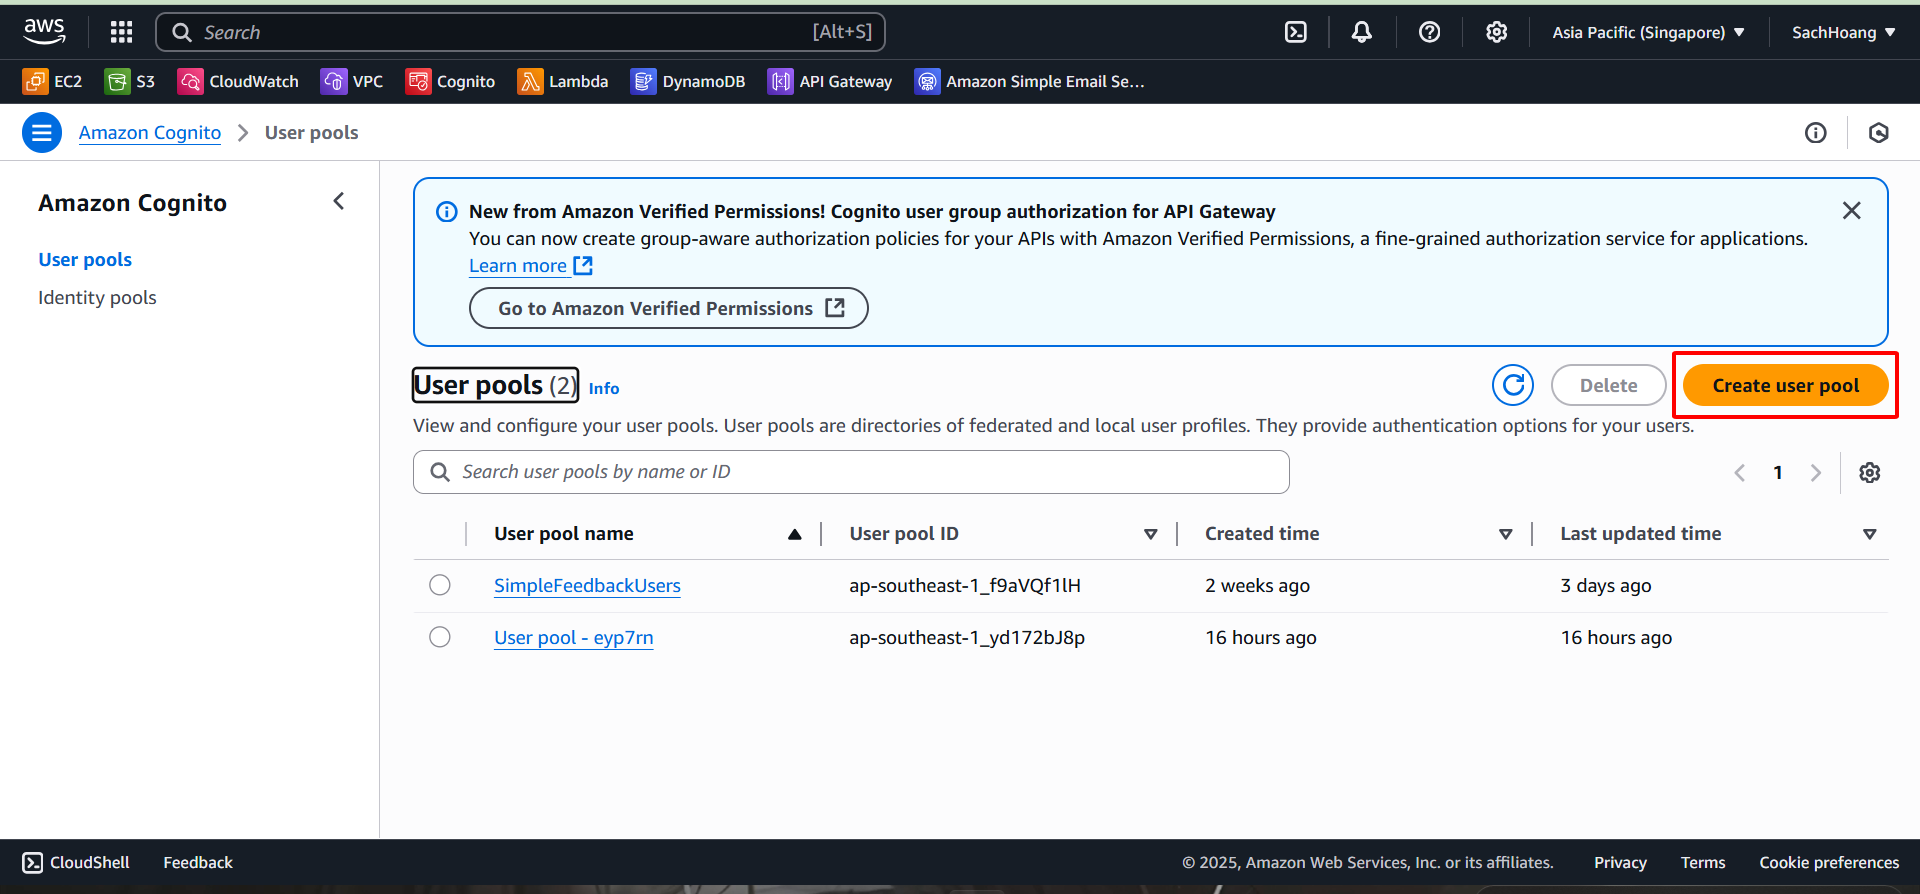 aws
Search [Alt+S]
Asia Pacific (Singapore)
SachHoang
EC2
S3
CloudWatch
VPC
Cognito
Lambda
DynamoDB
API Gateway
Amazon Simple Email Se...
Amazon Cognito
User pools
Amazon Cognito
User pools
Identity pools
New from Amazon Verified Permissions! Cognito user group authorization for API Gateway
You can now create group-aware authorization policies for your APIs with Amazon Verified Permissions, a fine-grained authorization service for applications.
Learn more
Go to Amazon Verified Permissions
User pools (2) Info
Delete
Create user pool
View and configure your user pools. User pools are directories of federated and local user profiles. They provide authentication options for your users.
Search user pools by name or ID
1
User pool name User pool ID Created time Last updated time
SimpleFeedbackUsers ap-southeast-1_f9aVQf1lH 2 weeks ago 3 days ago
User pool - eyp7rn ap-southeast-1_yd172bJ8p 16 hours ago 16 hours ago
CloudShell Feedback © 2025, Amazon Web Services, Inc. or its affiliates. Privacy Terms Cookie preferences